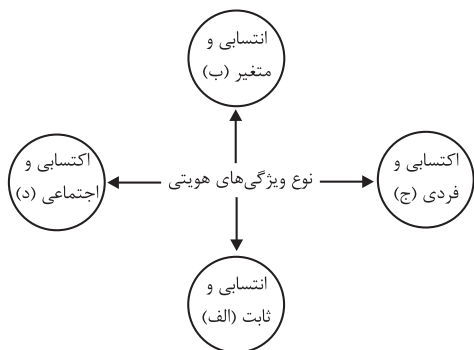 انتسابی و
متغیر (ب)
اکتسابی و
فردی (ج)
نوع ویژگی‌های هویتی
اکتسابی و
اجتماعی (د)
انتسابی و
ثابت (الف)